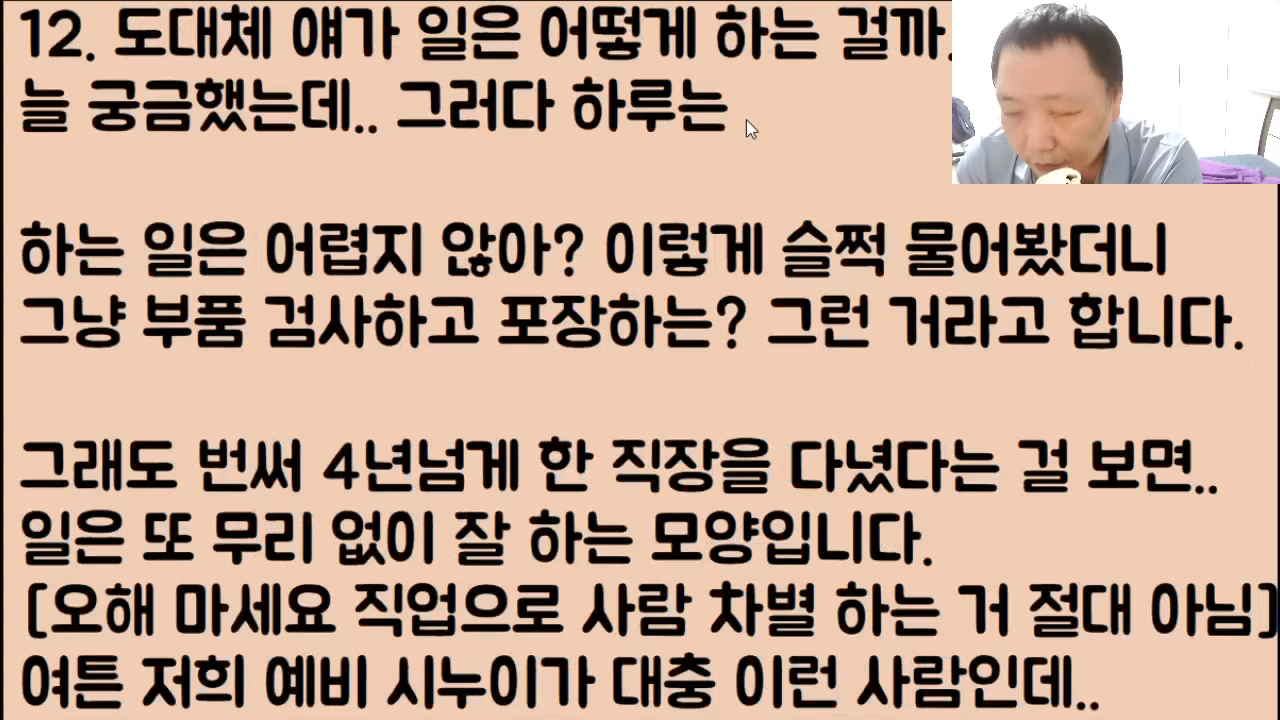 12. 도대체 얘가 일은 어떻게 하는 걸까.
늘 궁금했는데.. 그러다 하루는
하는 일은 어렵지 않아? 이렇게 슬쩍 물어봤더니
그냥 부품 검사하고 포장하는? 그런 거라고 합니다.
그래도 번써 4년넘게 한 직장을 다녔다는 걸 보면..
일은 또 무리 없이 잘 하는 모양입니다.
[오해 마세요 직업으로 사람 차별 하는 거 절대 아님]
여튼 저희 예비 시누이가 대충 이런 사람인데..